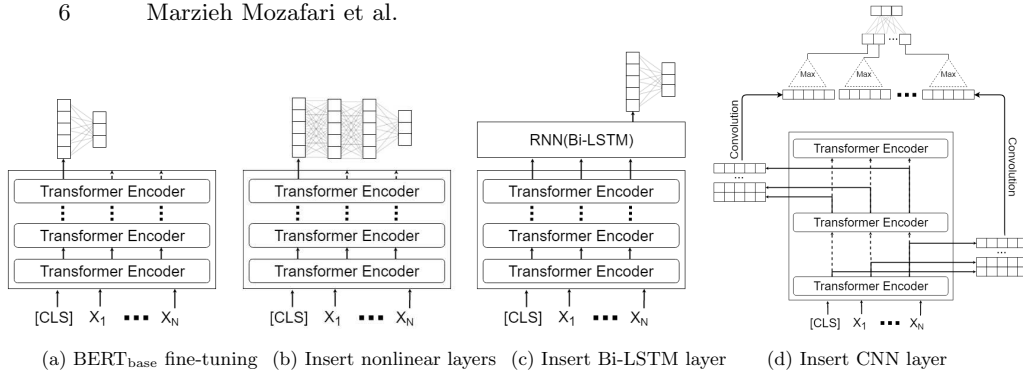 6 Marzieh Mozafari et al.
Transformer Encoder
Transformer Encoder
Transformer Encoder
[CLS] X1 ... XN
(a) BERTbase fine-tuning
Transformer Encoder
Transformer Encoder
Transformer Encoder
[CLS] X1 ... XN
(b) Insert nonlinear layers
RNN(Bi-LSTM)
Transformer Encoder
Transformer Encoder
Transformer Encoder
[CLS] X1 ... XN
(c) Insert Bi-LSTM layer
...
Max Max ... Max
Convolution
Convolution
Transformer Encoder
...
Transformer Encoder
...
Transformer Encoder
[CLS] X1 ... XN
(d) Insert CNN layer